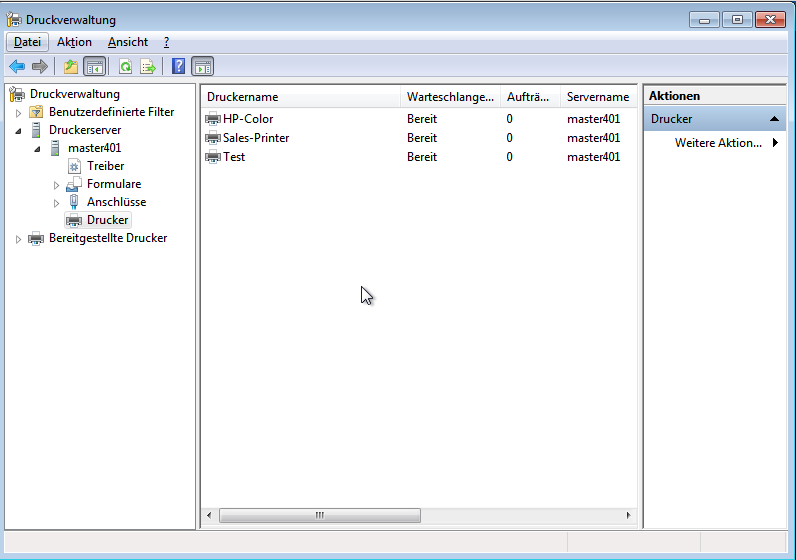 Druckverwaltung
Datei Aktion Ansicht ?
Druckverwaltung
Benutzerdefinierte Filter
Druckerserver
master401
Treiber
Formulare
Anschlüsse
Drucker
Bereitgestellte Drucker
Druckername Warteschlange... Aufträ... Servername
HP-Color Bereit 0 master401
Sales-Printer Bereit 0 master401
Test Bereit 0 master401
Aktionen
Drucker
Weitere Aktion...